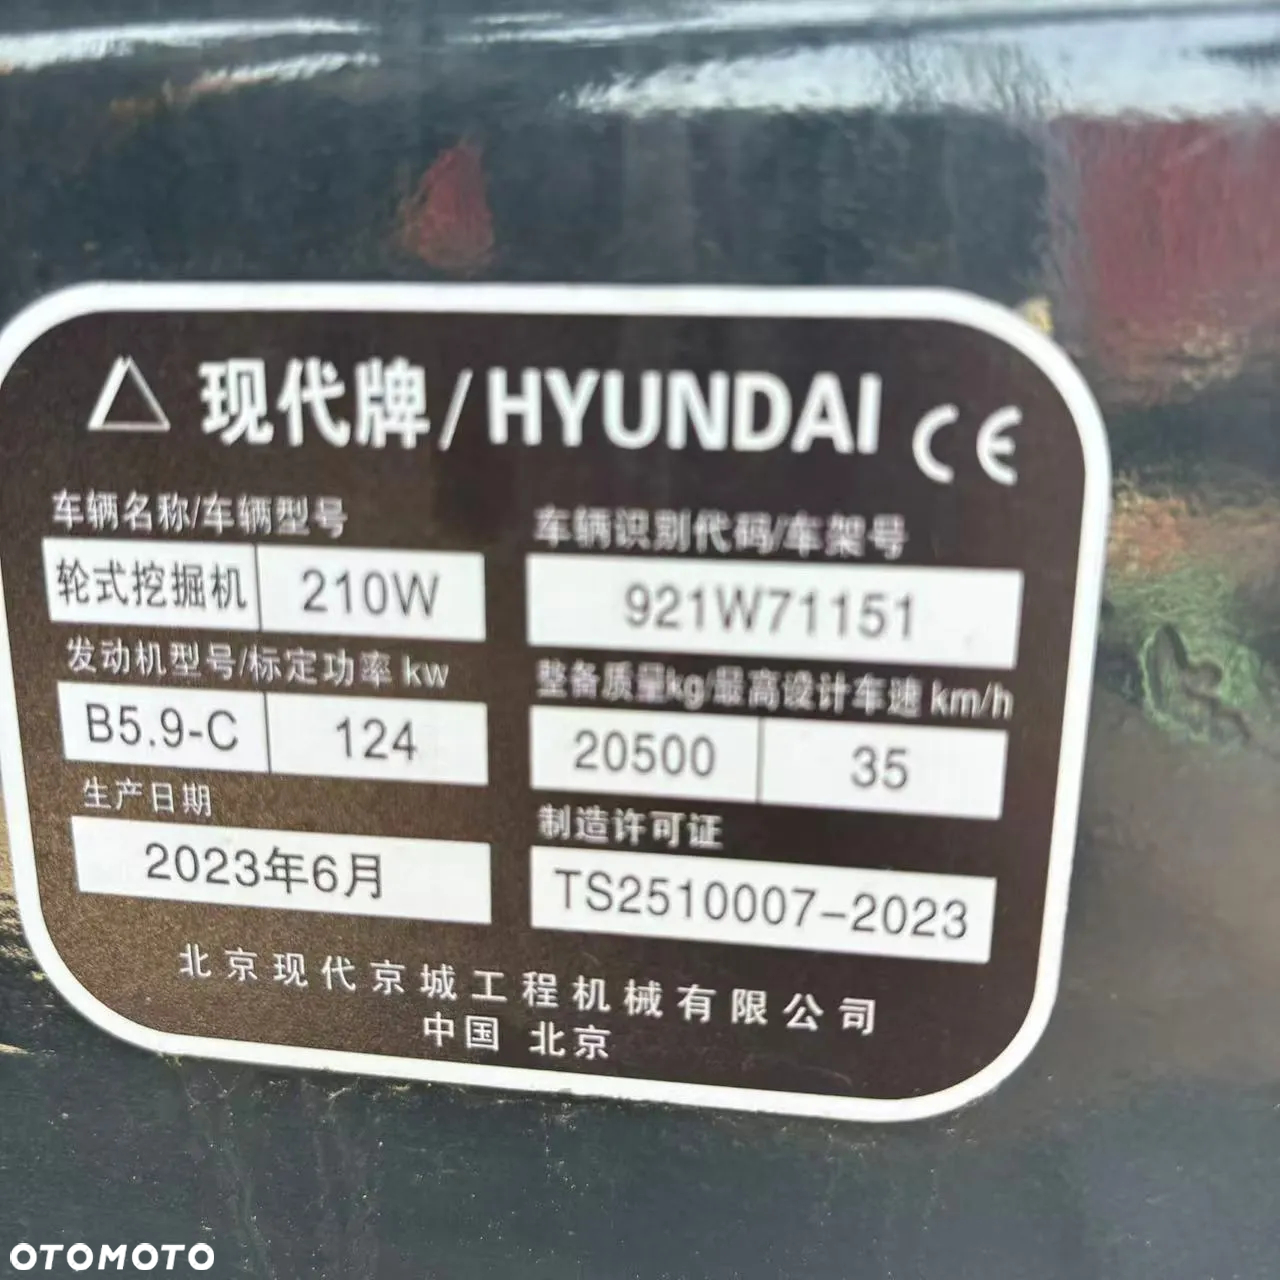 现代牌/HYUNDAI CE
车辆名称/车辆型号 车辆识别代码/车架号
轮式挖掘机 210W 921W71151
发动机型号/标定功率 kw 整备质量kg/最高设计车速 km/h
B5.9-C 124 20500 35
生产日期 制造许可证
2023年6月 TS2510007-2023
北京现代京城工程机械有限公司
中国 北京
OTOMOTO